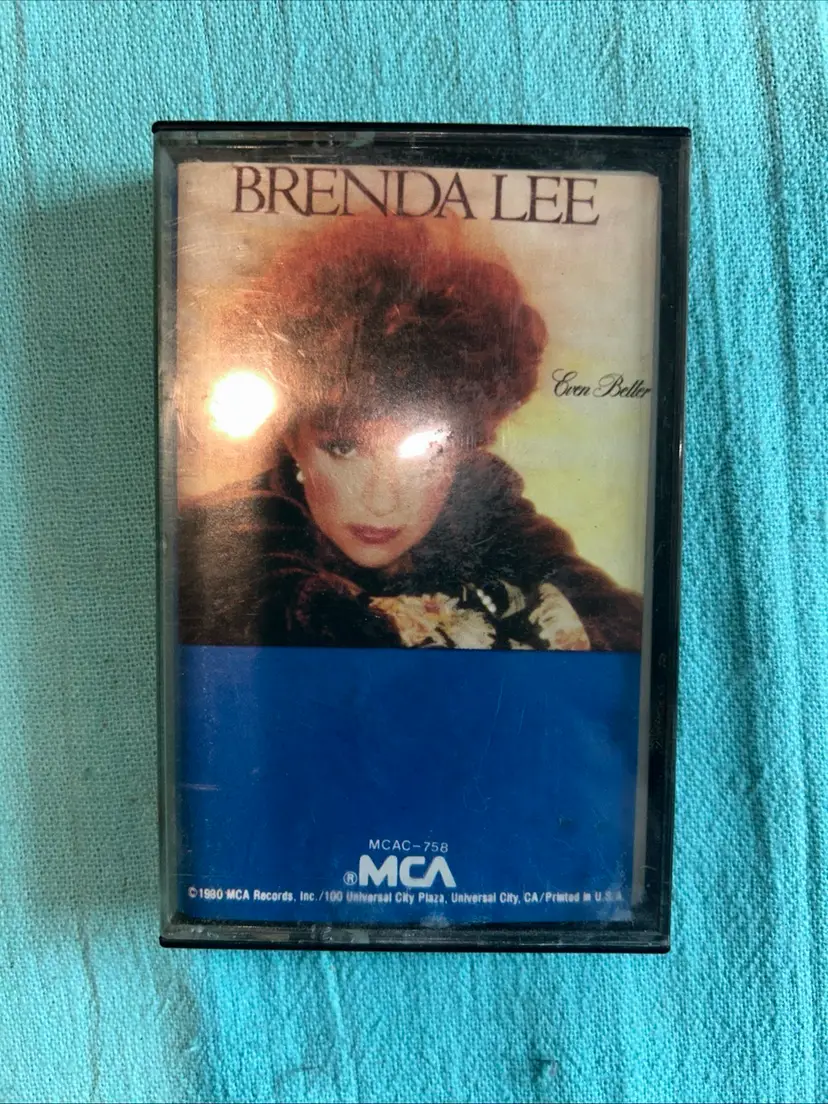 BRENDA LEE
Even Better
MCAC-758
®MCA
©1980 MCA Records, Inc./100 Universal City Plaza, Universal City, CA/Printed in U.S.A.